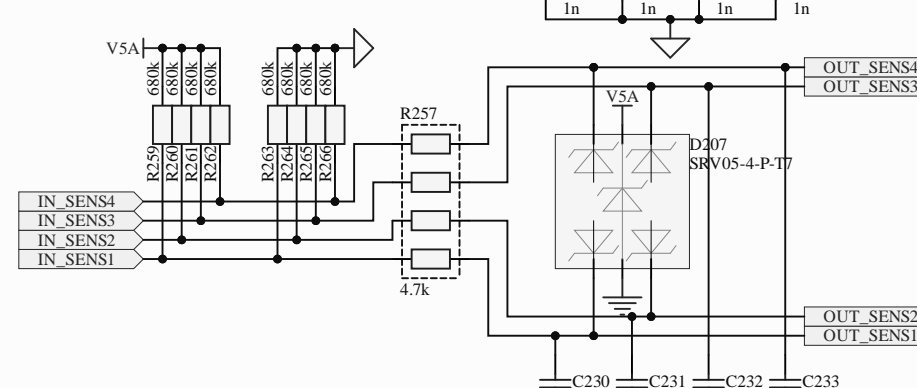 1n 1n 1n 1n
V5A
680k 680k 680k 680k
680k 680k 680k 680k
R259 R260 R261 R262
R263 R264 R265 R266
R257
4.7k
IN_SENS4
IN_SENS3
IN_SENS2
IN_SENS1
V5A
D207
SRV05-4-P-T7
OUT_SENS4
OUT_SENS3
OUT_SENS2
OUT_SENS1
C230 C231 C232 C233